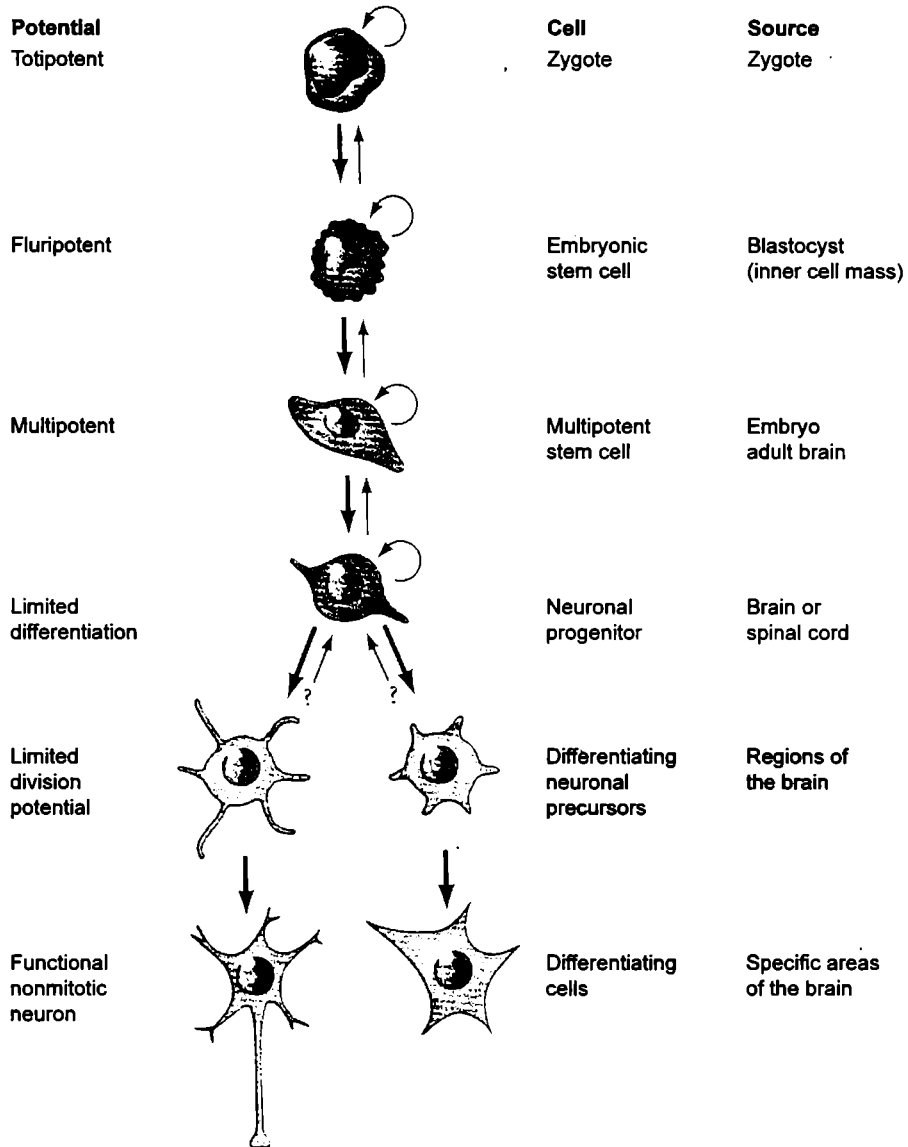 Potential Cell Source
Totipotent Zygote Zygote
Fluripotent Embryonic Blastocyst
stem cell (inner cell mass)
Multipotent Multipotent Embryo
stem cell adult brain
Limited Neuronal Brain or
differentiation progenitor spinal cord
? ?
Limited Differentiating Regions of
division neuronal the brain
potential precursors
Functional Differentiating Specific areas
nonmitotic cells of the brain
neuron